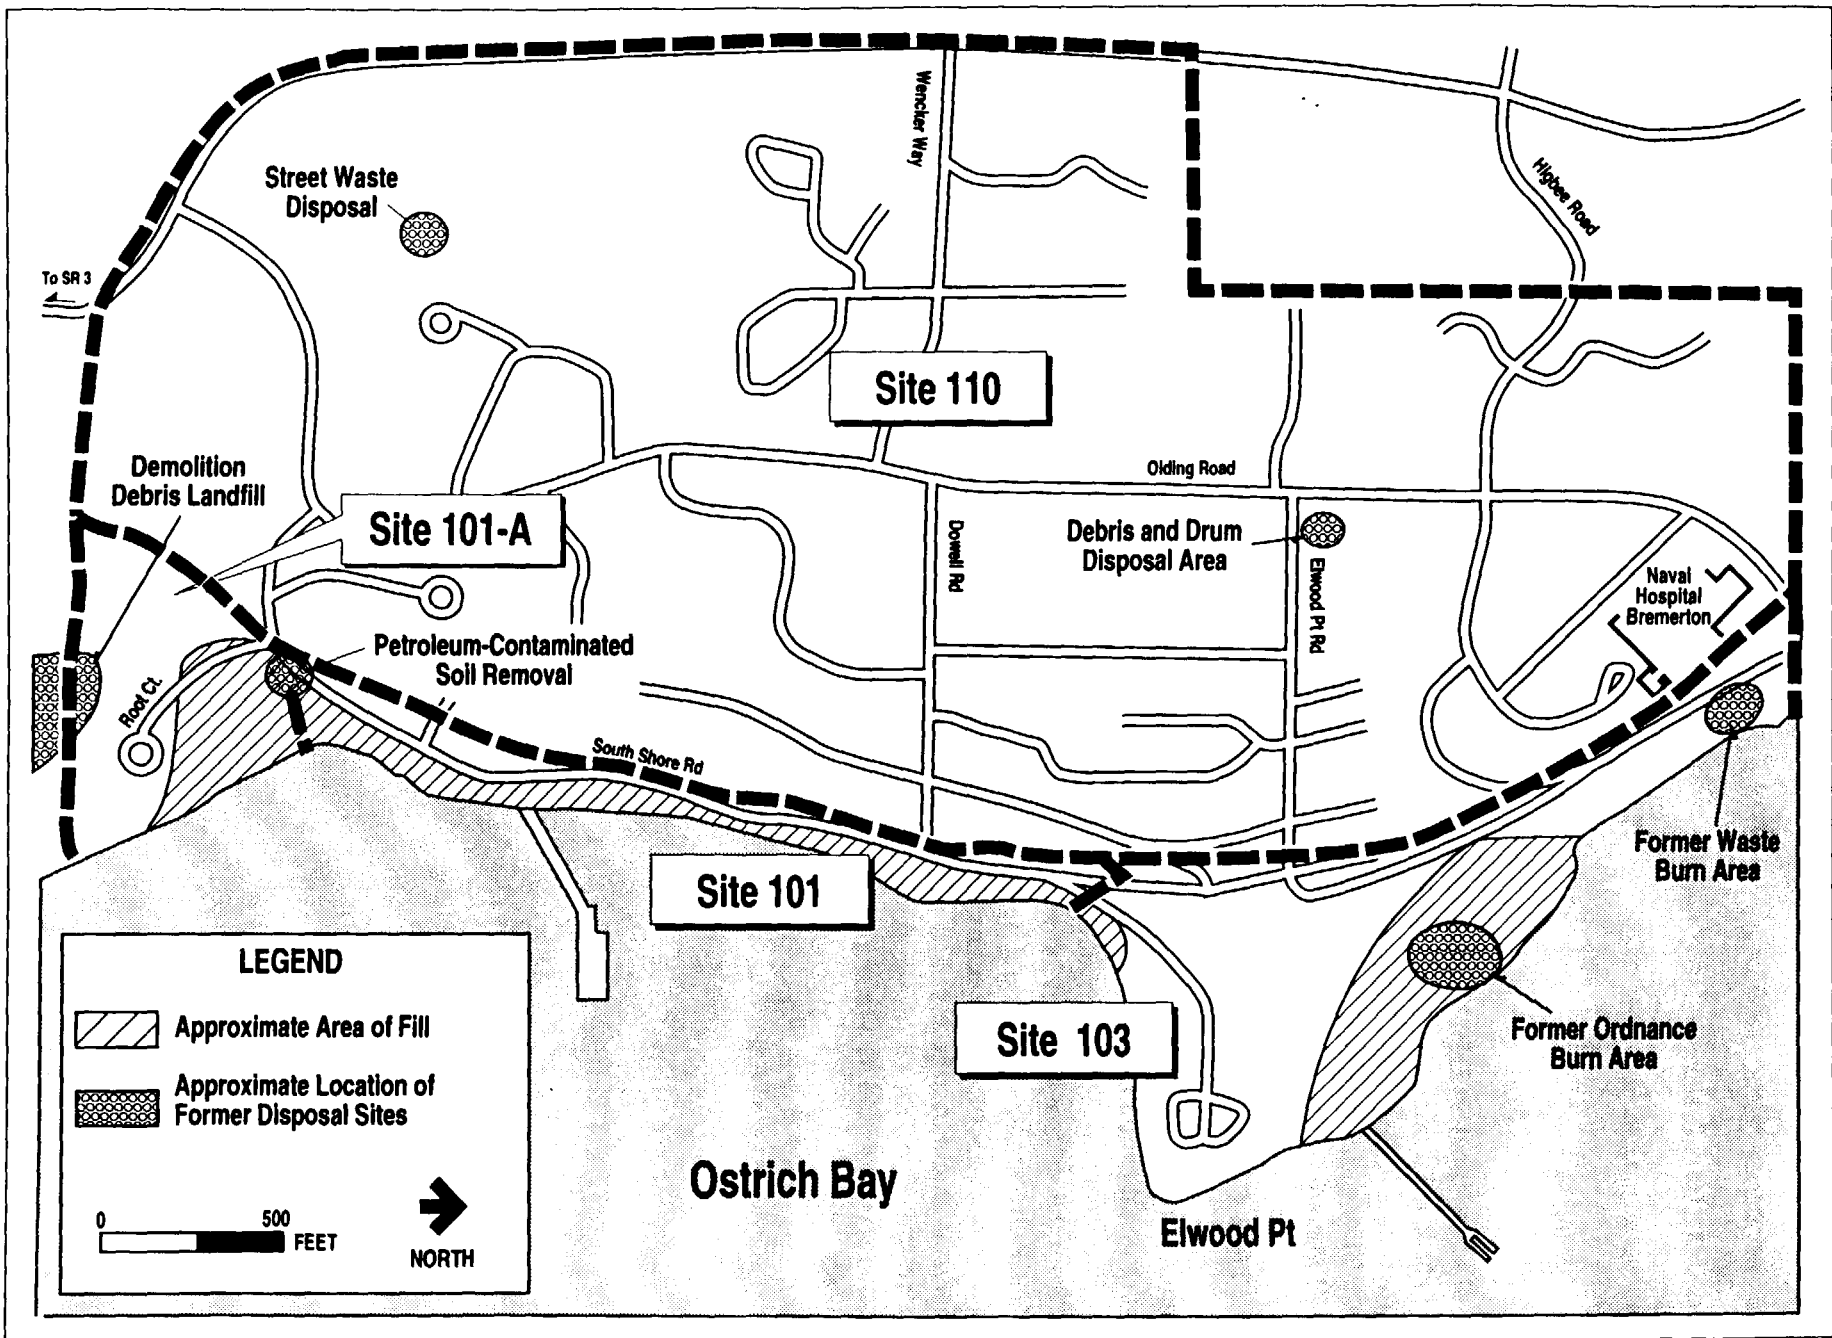 Wencker Way
Higbee Road
Street Waste
Disposal
To SR 3
Site 110
Demolition
Debris Landfill
Olding Road
Site 101-A
Dowell Rd
Debris and Drum
Disposal Area
Elwood Pt Rd
Naval
Hospital
Bremerton
Petroleum-Contaminated
Soil Removal
Root Ct.
South Shore Rd
Former Waste
Burn Area
Site 101
LEGEND
Approximate Area of Fill
Approximate Location of
Former Disposal Sites
0 500
FEET
NORTH
Site 103
Former Ordnance
Burn Area
Ostrich Bay
Elwood Pt